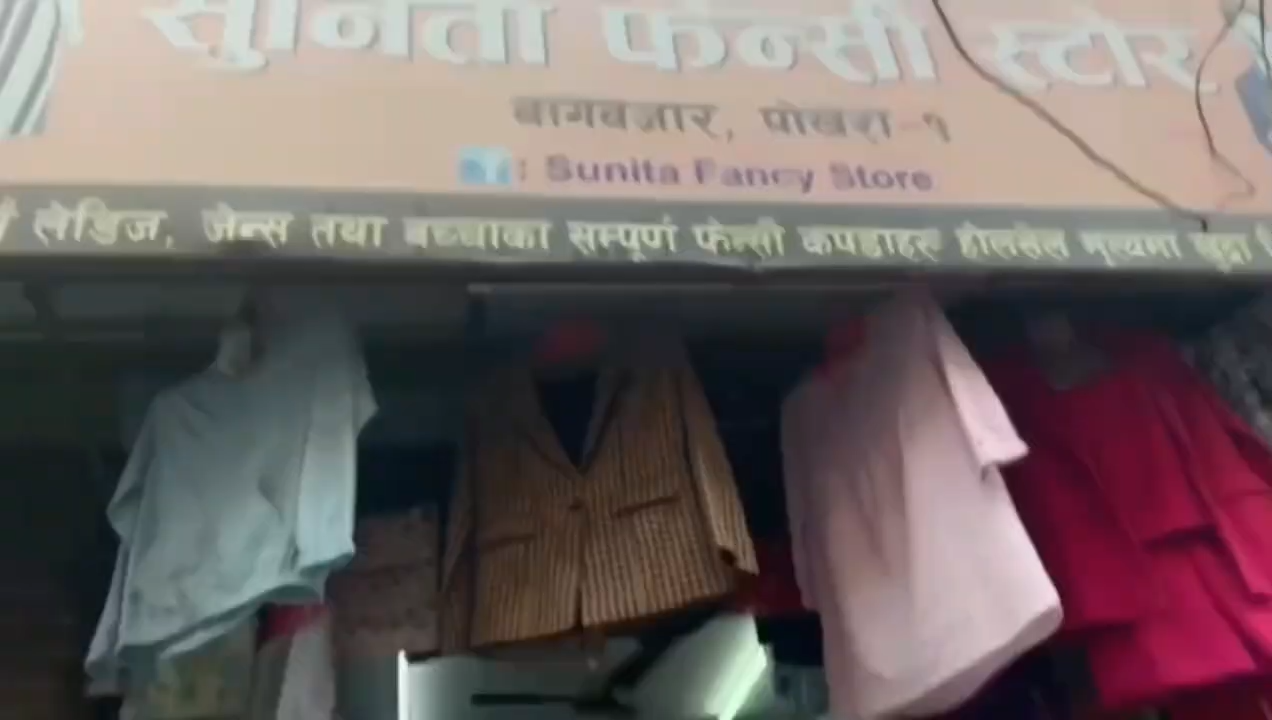 सुनिता फेन्सी स्टोर
बागबजार, पोखरा-१
: Sunita Fancy Store
लेडिज, जेन्स तथा बच्चाका सम्पूर्ण फेन्सी कपडाहरु होलसेल मूल्यमा खुद्रा